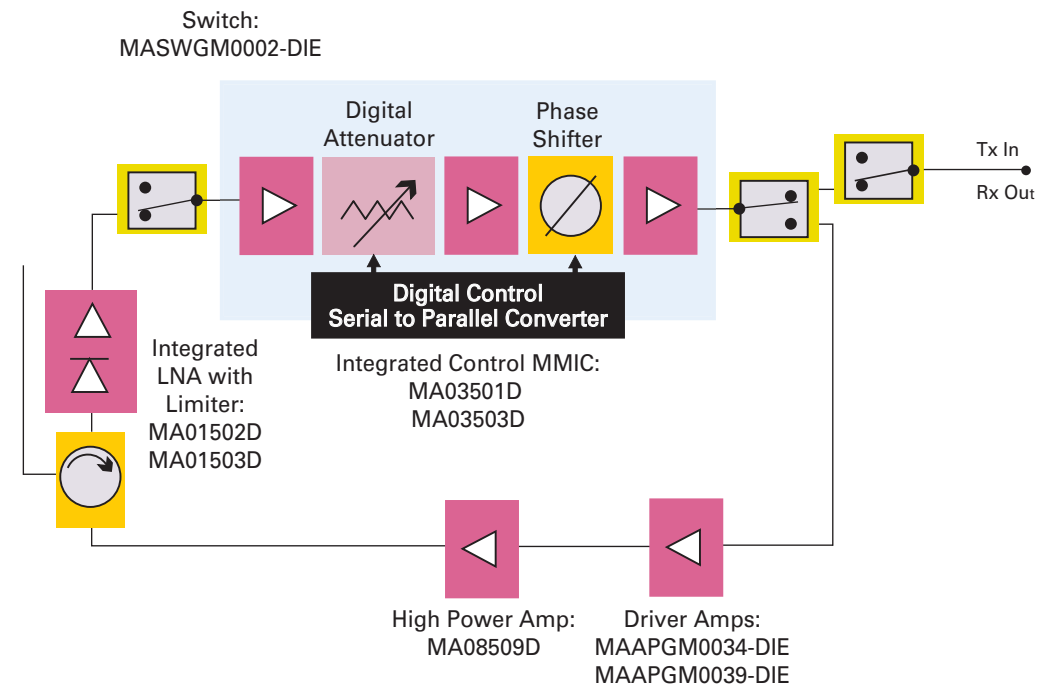 Switch:
MASWGM0002-DIE
Digital
Attenuator
Phase
Shifter
Tx In
Rx Out
Digital Control
Serial to Parallel Converter
Integrated Control MMIC:
MA03501D
MA03503D
Integrated
LNA with
Limiter:
MA01502D
MA01503D
High Power Amp:
MA08509D
Driver Amps:
MAAPGM0034-DIE
MAAPGM0039-DIE